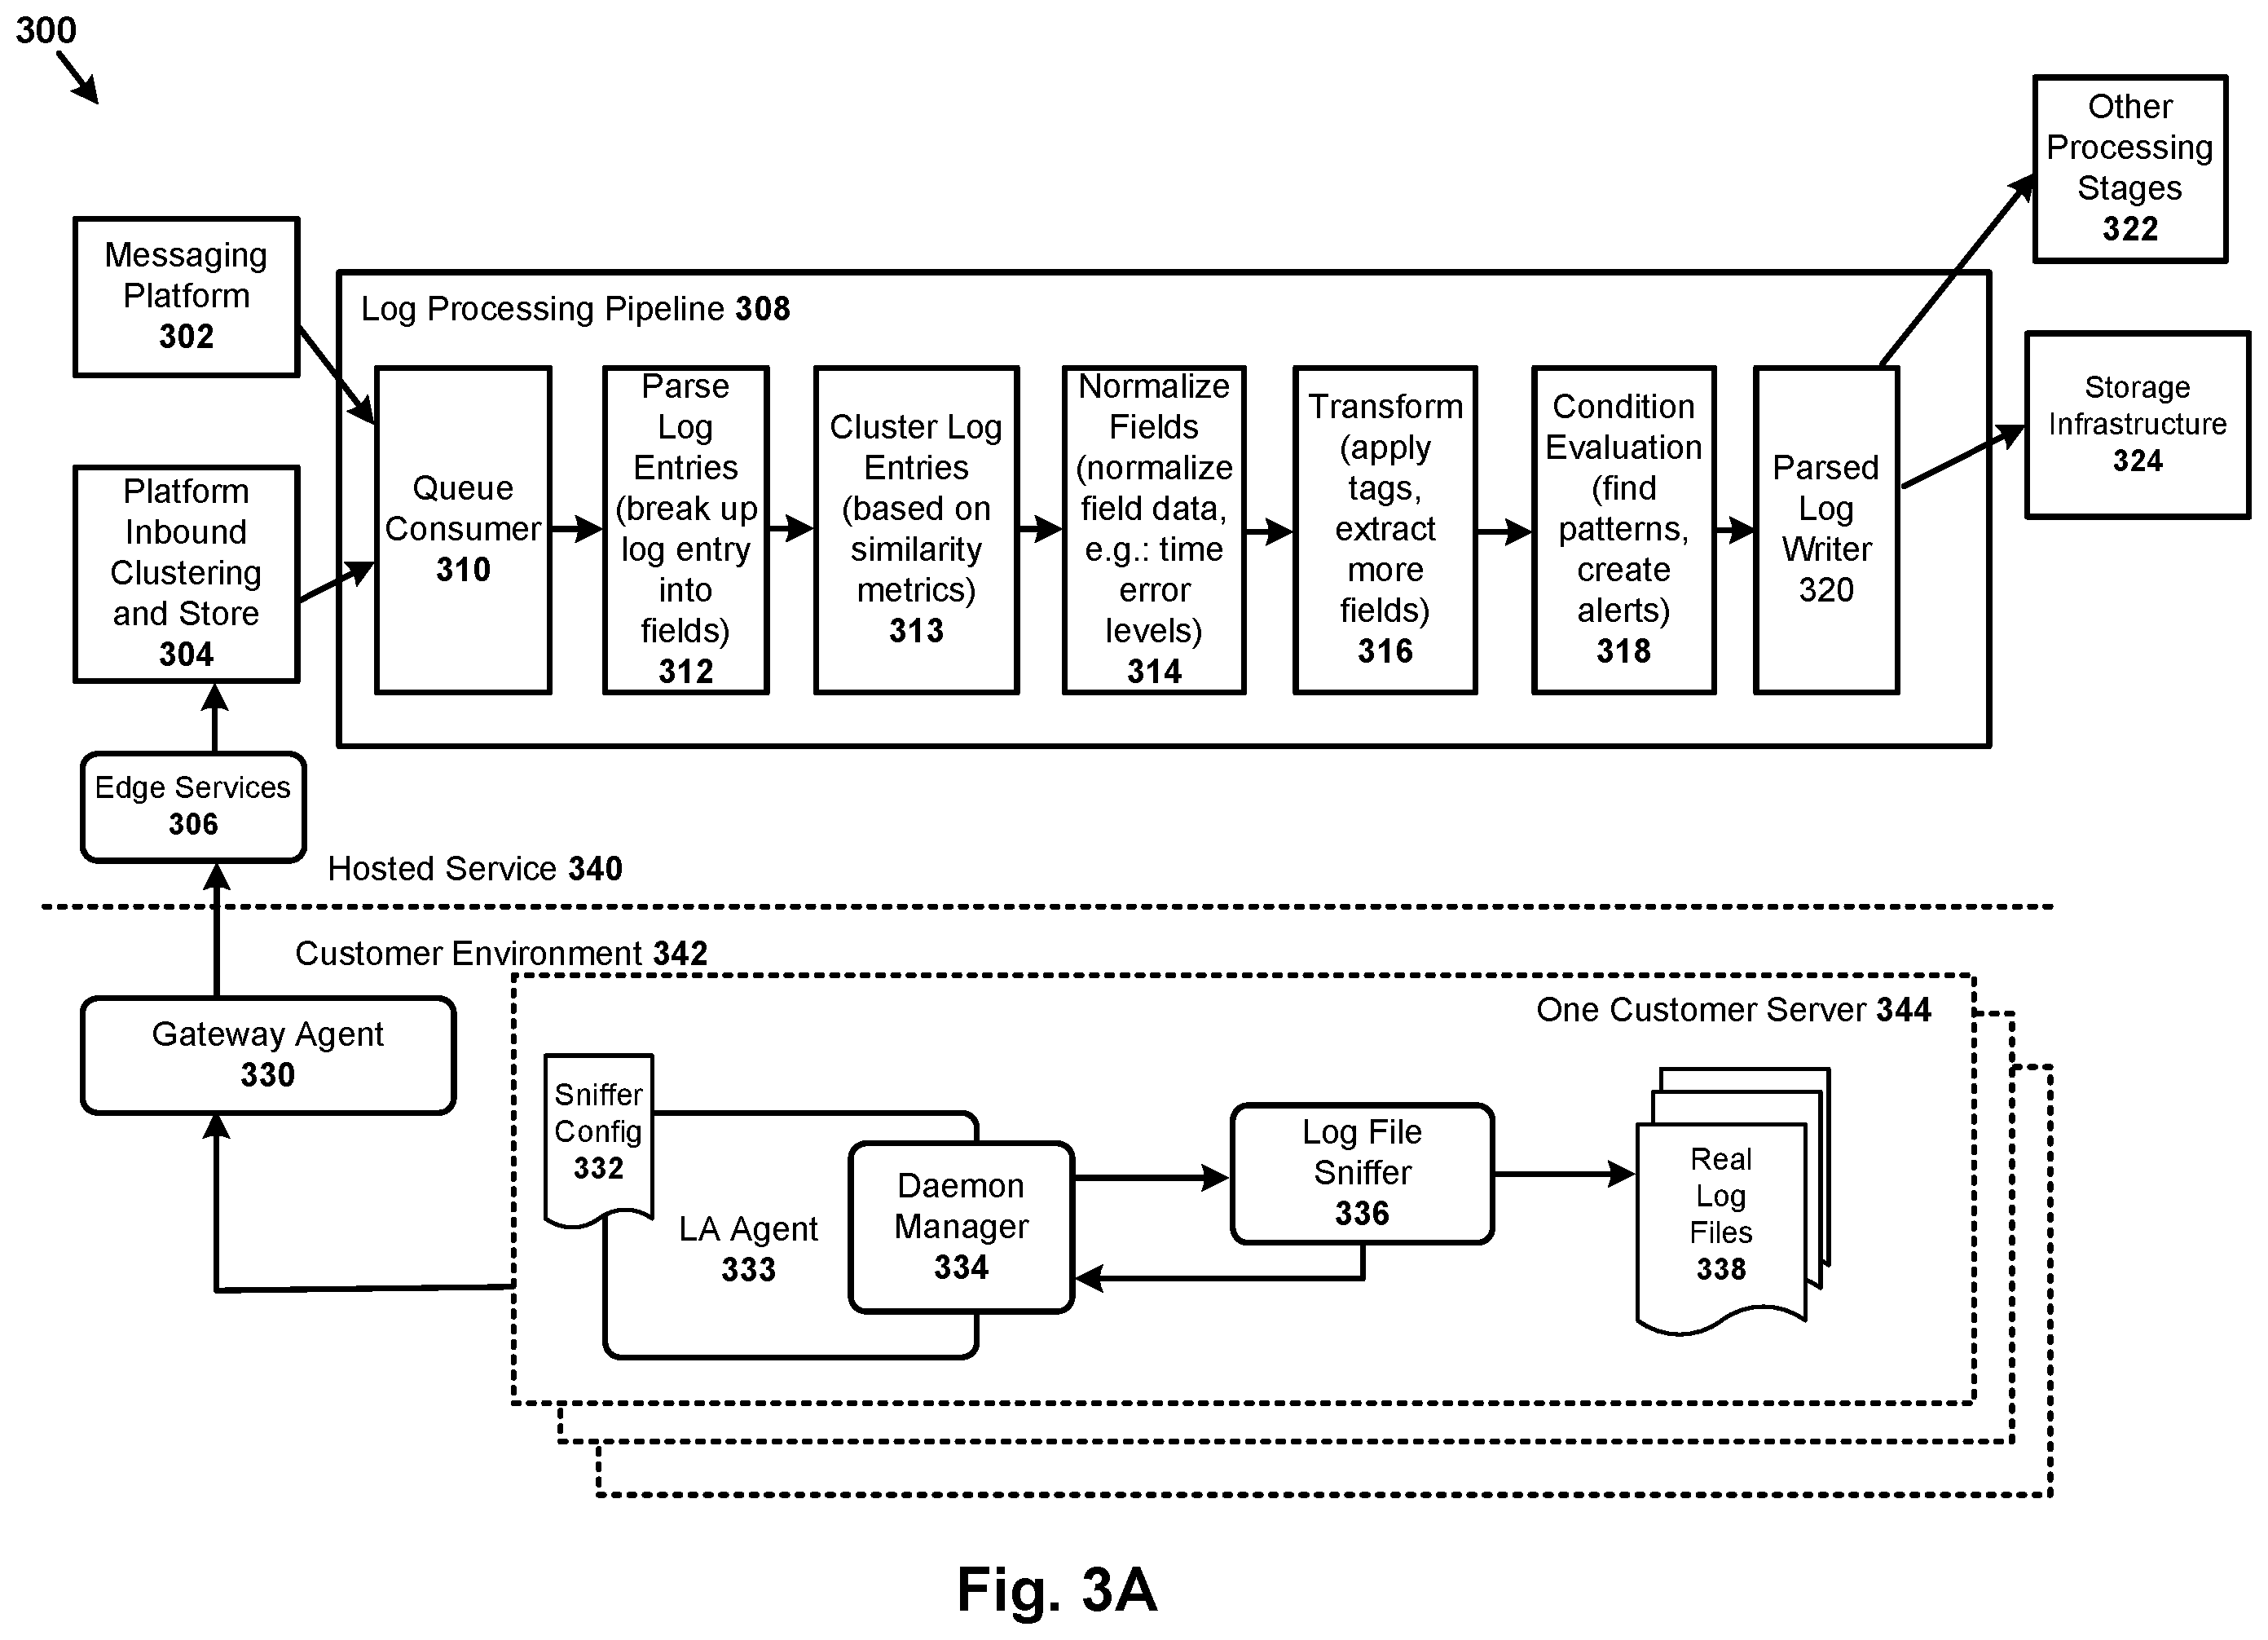 300
Other
Processing
Stages
322
Messaging
Platform
302
Log Processing Pipeline 308
Storage
Infrastructure
324
Platform
Inbound
Clustering
and Store
304
Queue
Consumer
310
Parse
Log
Entries
(break up
log entry
into
fields)
312
Cluster Log
Entries
(based on
similarity
metrics)
313
Normalize
Fields
(normalize
field data,
e.g.: time
error
levels)
314
Transform
(apply
tags,
extract
more
fields)
316
Condition
Evaluation
(find
patterns,
create
alerts)
318
Parsed
Log
Writer
320
Edge Services
306
Hosted Service 340
Customer Environment 342
Gateway Agent
330
One Customer Server 344
Sniffer
Config
332
LA Agent
333
Daemon
Manager
334
Log File
Sniffer
336
Real
Log
Files
338
Fig. 3A